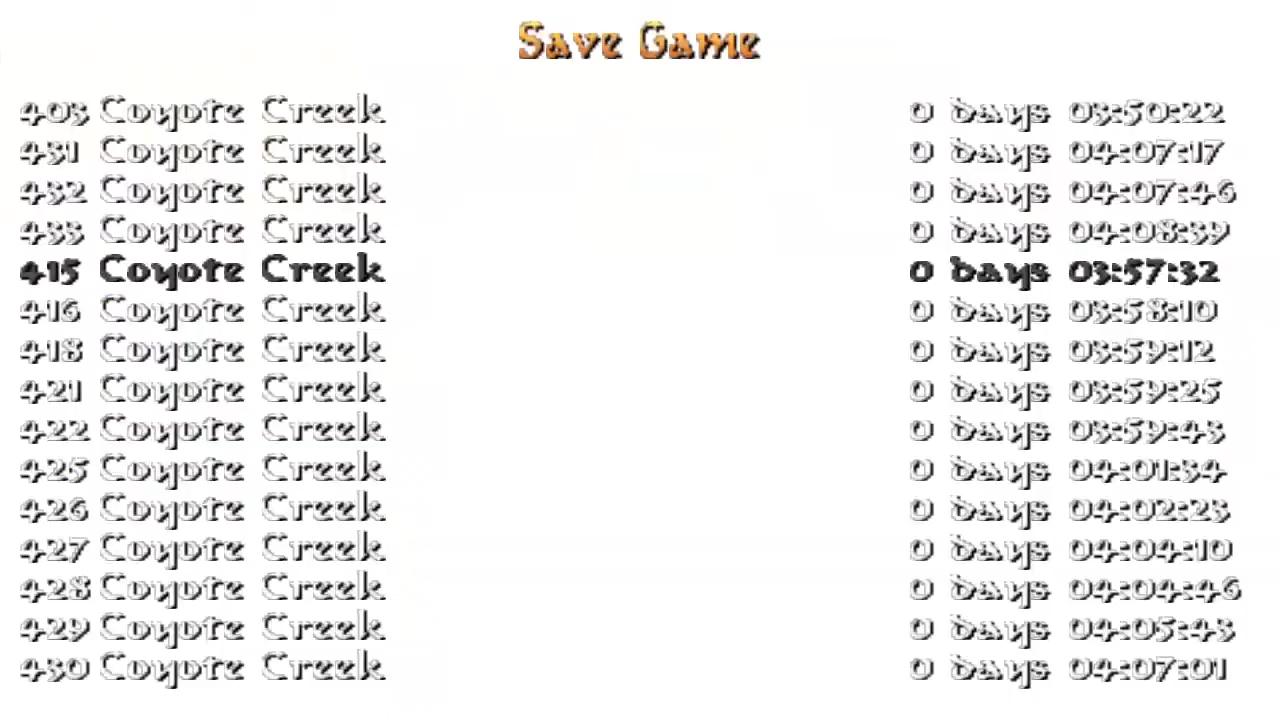 Save Game
403 Coyote Creek 0 days 03:50:22
431 Coyote Creek 0 days 04:07:17
432 Coyote Creek 0 days 04:07:46
433 Coyote Creek 0 days 04:08:39
415 Coyote Creek 0 days 03:57:32
416 Coyote Creek 0 days 03:58:10
418 Coyote Creek 0 days 03:59:12
421 Coyote Creek 0 days 03:59:25
422 Coyote Creek 0 days 03:59:43
425 Coyote Creek 0 days 04:01:34
426 Coyote Creek 0 days 04:02:23
427 Coyote Creek 0 days 04:04:10
428 Coyote Creek 0 days 04:04:46
429 Coyote Creek 0 days 04:05:43
430 Coyote Creek 0 days 04:07:01